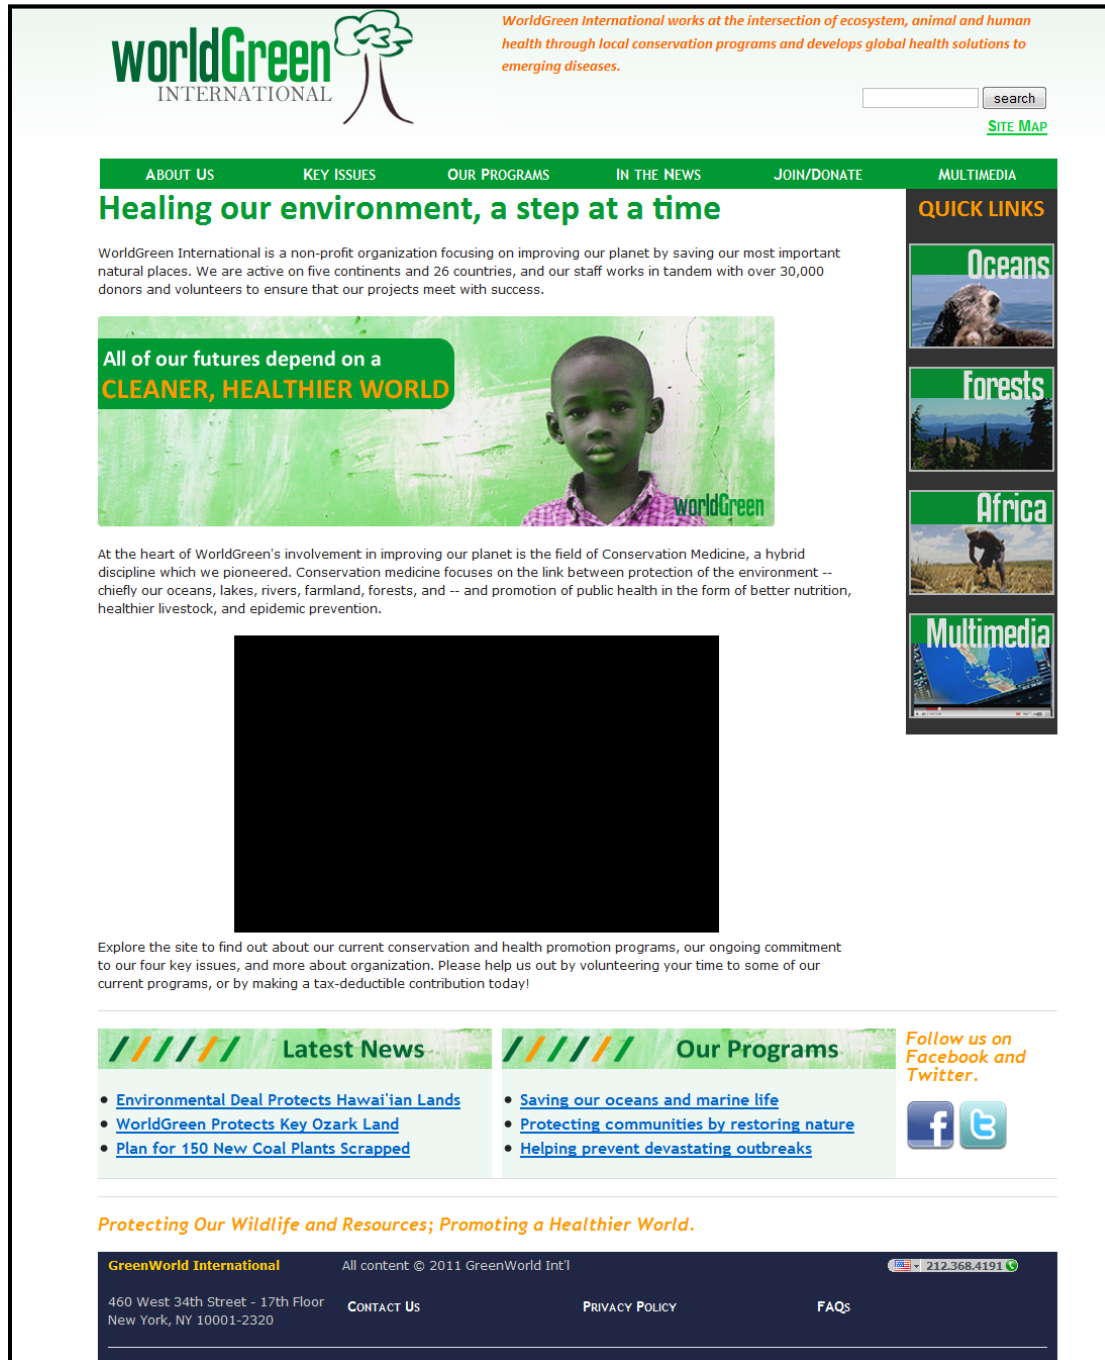 worldGreen
INTERNATIONAL
WorldGreen International works at the intersection of ecosystem, animal and human
health through local conservation programs and develops global health solutions to
emerging diseases.
search
SITE MAP
ABOUT US
KEY ISSUES
OUR PROGRAMS
IN THE NEWS
JOIN/DONATE
MULTIMEDIA
Healing our environment, a step at a time
WorldGreen International is a non-profit organization focusing on improving our planet by saving our most important
natural places. We are active on five continents and 26 countries, and our staff works in tandem with over 30,000
donors and volunteers to ensure that our projects meet with success.
All of our futures depend on a
CLEANER, HEALTHIER WORLD
worldGreen
At the heart of WorldGreen's involvement in improving our planet is the field of Conservation Medicine, a hybrid
discipline which we pioneered. Conservation medicine focuses on the link between protection of the environment --
chiefly our oceans, lakes, rivers, farmland, forests, and -- and promotion of public health in the form of better nutrition,
healthier livestock, and epidemic prevention.
Explore the site to find out about our current conservation and health promotion programs, our ongoing commitment
to our four key issues, and more about organization. Please help us out by volunteering your time to some of our
current programs, or by making a tax-deductible contribution today!
QUICK LINKS
Oceans
Forests
Africa
Multimedia
Latest News
Environmental Deal Protects Hawai'ian Lands
WorldGreen Protects Key Ozark Land
Plan for 150 New Coal Plants Scrapped
Our Programs
Saving our oceans and marine life
Protecting communities by restoring nature
Helping prevent devastating outbreaks
Follow us on
Facebook and
Twitter.
Protecting Our Wildlife and Resources; Promoting a Healthier World.
GreenWorld International
All content © 2011 GreenWorld Int'l
212.368.4191
460 West 34th Street - 17th Floor
New York, NY 10001-2320
CONTACT US
PRIVACY POLICY
FAQS